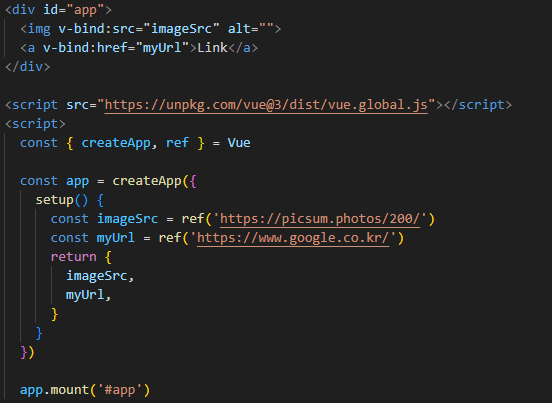 <div id="app">
  <img v-bind:src="imageSrc" alt="">
  <a v-bind:href="myUrl">Link</a>
</div>

<script src="https://unpkg.com/vue@3/dist/vue.global.js"></script>
<script>
  const { createApp, ref } = Vue

  const app = createApp({
    setup() {
      const imageSrc = ref('https://picsum.photos/200/')
      const myUrl = ref('https://www.google.co.kr/')
      return {
        imageSrc,
        myUrl,
      }
    }
  })

  app.mount('#app')